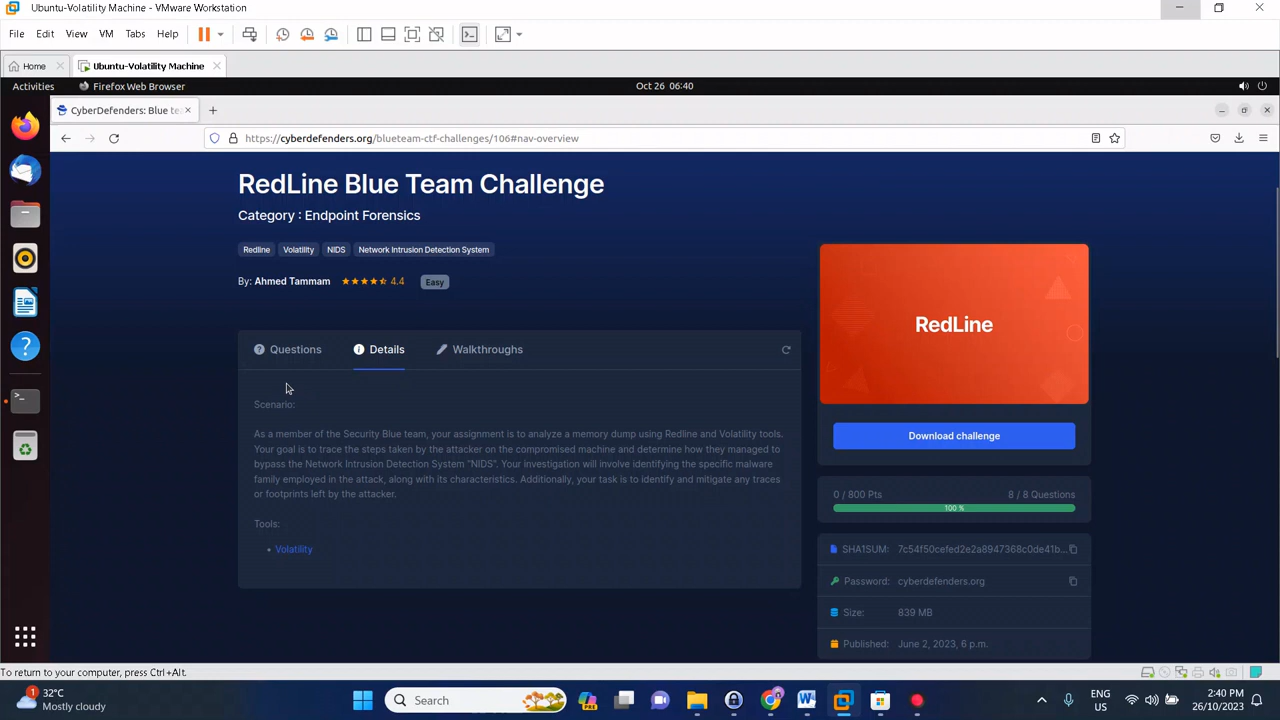 Ubuntu-Volatility Machine - VMware Workstation
File Edit View VM Tabs Help
Home Ubuntu-Volatility Machine
Activities Firefox Web Browser Oct 26 06:40
CyberDefenders: Blue te
https://cyberdefenders.org/blueteam-ctf-challenges/106#nav-overview
RedLine Blue Team Challenge
Category : Endpoint Forensics
Redline Volatility NIDS Network Intrusion Detection System
By: Ahmed Tammam 4.4 Easy
Questions Details Walkthroughs
Scenario:
As a member of the Security Blue team, your assignment is to analyze a memory dump using Redline and Volatility tools.
Your goal is to trace the steps taken by the attacker on the compromised machine and determine how they managed to
bypass the Network Intrusion Detection System "NIDS". Your investigation will involve identifying the specific malware
family employed in the attack, along with its characteristics. Additionally, your task is to identify and mitigate any traces
or footprints left by the attacker.
Tools:
• Volatility
RedLine
Download challenge
0 / 800 Pts 8 / 8 Questions
100 %
SHA1SUM: 7c54f50cefed2e2a8947368c0de41b...
Password: cyberdefenders.org
Size: 839 MB
Published: June 2, 2023, 6 p.m.
To return to your computer, press Ctrl+Alt.
1
32°C
Mostly cloudy
Search
PRE
ENG
US
2:40 PM
26/10/2023